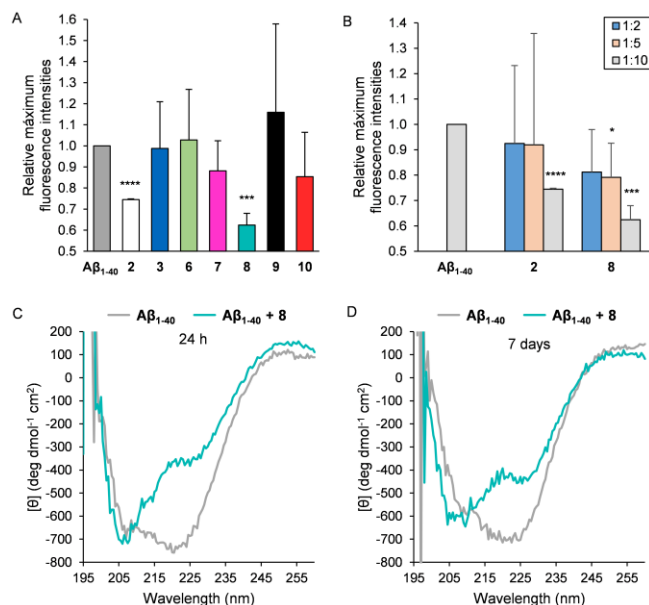 A
Relative máximum
fluorescence intensities
1.6
1.5
1.4
1.3
1.2
1.1
1.0
0.9
0.8
0.7
0.6
0.5
****
***
Aβ1-40 2 3 6 7 8 9 10
B
Relative máximum
fluorescence intensities
1.4
1.3
1.2
1.1
1.0
0.9
0.8
0.7
0.6
0.5
1:2
1:5
1:10
****
*
***
Aβ1-40 2 8
C
Aβ1-40 Aβ1-40 + 8
24 h
[θ] (deg dmol-1 cm2)
200
100
0
-100
-200
-300
-400
-500
-600
-700
-800
195 205 215 225 235 245 255
Wavelength (nm)
D
Aβ1-40 Aβ1-40 + 8
7 days
[θ] (deg dmol-1 cm2)
200
100
0
-100
-200
-300
-400
-500
-600
-700
-800
195 205 215 225 235 245 255
Wavelength (nm)